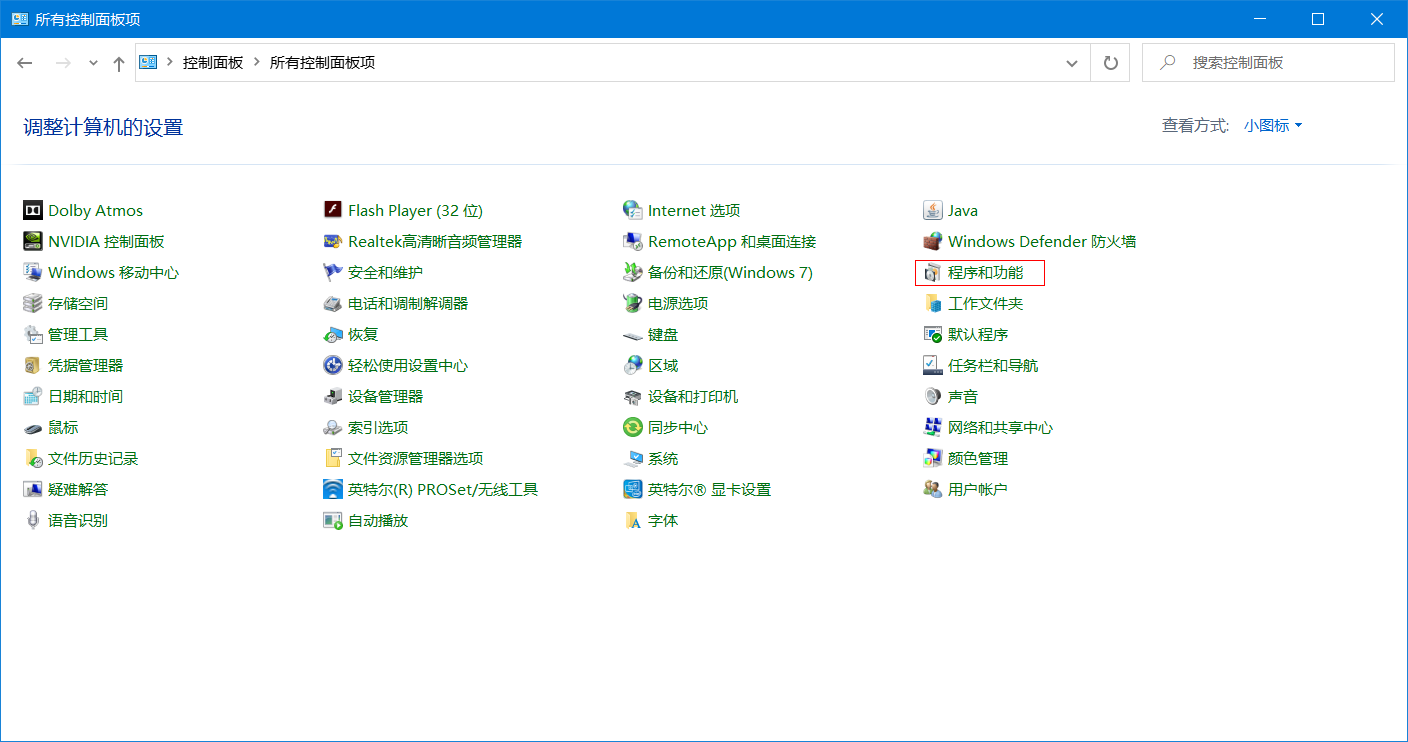 所有控制面板项
控制面板 所有控制面板项 搜索控制面板
调整计算机的设置 查看方式: 小图标
Dolby Atmos Flash Player (32 位) Internet 选项 Java
NVIDIA 控制面板 Realtek高清晰音频管理器 RemoteApp 和桌面连接 Windows Defender 防火墙
Windows 移动中心 安全和维护 备份和还原(Windows 7) 程序和功能
存储空间 电话和调制解调器 电源选项 工作文件夹
管理工具 恢复 键盘 默认程序
凭据管理器 轻松使用设置中心 区域 任务栏和导航
日期和时间 设备管理器 设备和打印机 声音
鼠标 索引选项 同步中心 网络和共享中心
文件历史记录 文件资源管理器选项 系统 颜色管理
疑难解答 英特尔(R) PROSet/无线工具 英特尔® 显卡设置 用户帐户
语音识别 自动播放 字体